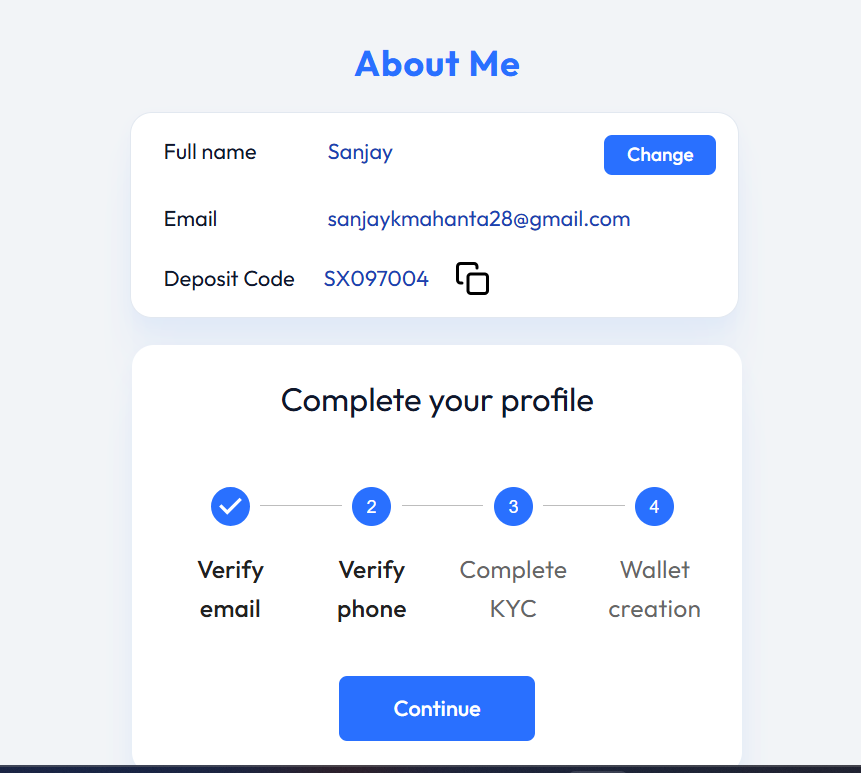 About Me
Full name Sanjay Change
Email sanjaykmahanta28@gmail.com
Deposit Code SX097004
Complete your profile
2 3 4
Verify Verify Complete Wallet
email phone KYC creation
Continue